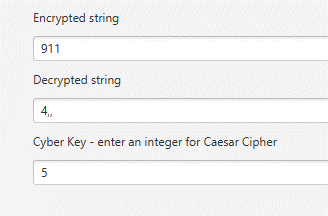 Encrypted string
911
Decrypted string
4,,
Cyber Key - enter an integer for Caesar Cipher
5